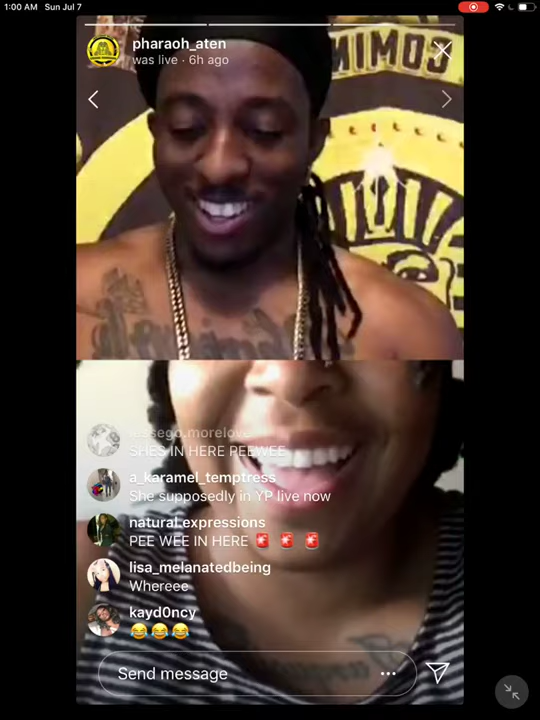 1:00 AM Sun Jul 7
pharaoh_aten
was live · 6h ago
COMIN
SHES IN HERE PEEWEE
a_karamel_temptress
She supposedly in YP live now
natural.expressions
PEE WEE IN HERE 🚨 🚨 🚨
lisa_melanatedbeing
Whereee
kayd0ncy
😂😂😂
Send message